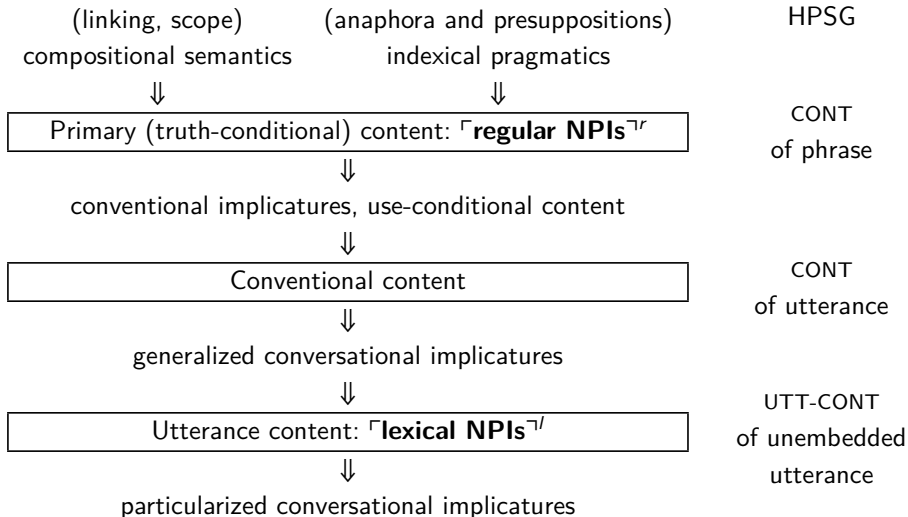 (linking, scope) (anaphora and presuppositions) HPSG
compositional semantics indexical pragmatics
⇓ ⇓
Primary (truth-conditional) content: ⌜regular NPIs⌝r CONT
of phrase
⇓
conventional implicatures, use-conditional content
⇓
Conventional content CONT
of utterance
⇓
generalized conversational implicatures
⇓
UTT-CONT
Utterance content: ⌜lexical NPIs⌝l of unembedded
utterance
⇓
particularized conversational implicatures